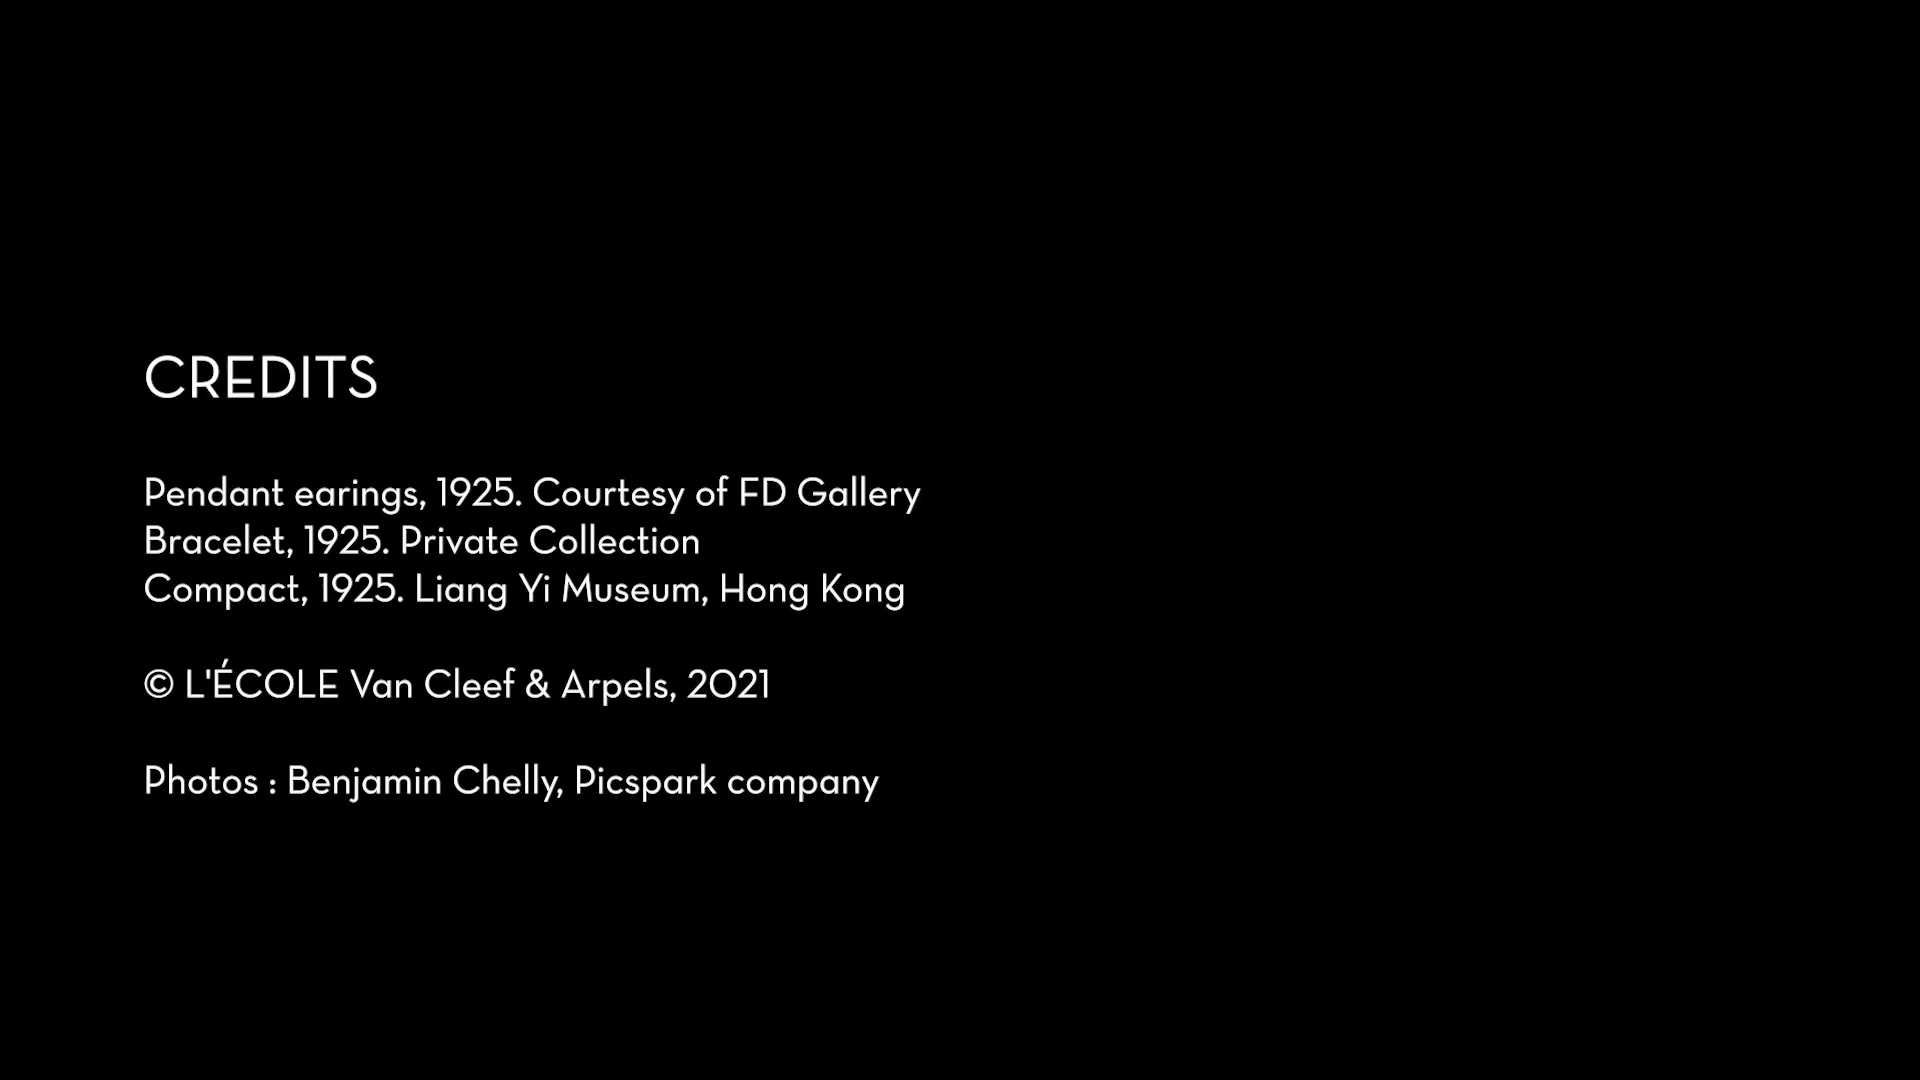 CREDITS
Pendant earings, 1925. Courtesy of FD Gallery
Bracelet, 1925. Private Collection
Compact, 1925. Liang Yi Museum, Hong Kong
© L'ÉCOLE Van Cleef & Arpels, 2021
Photos : Benjamin Chelly, Picspark company